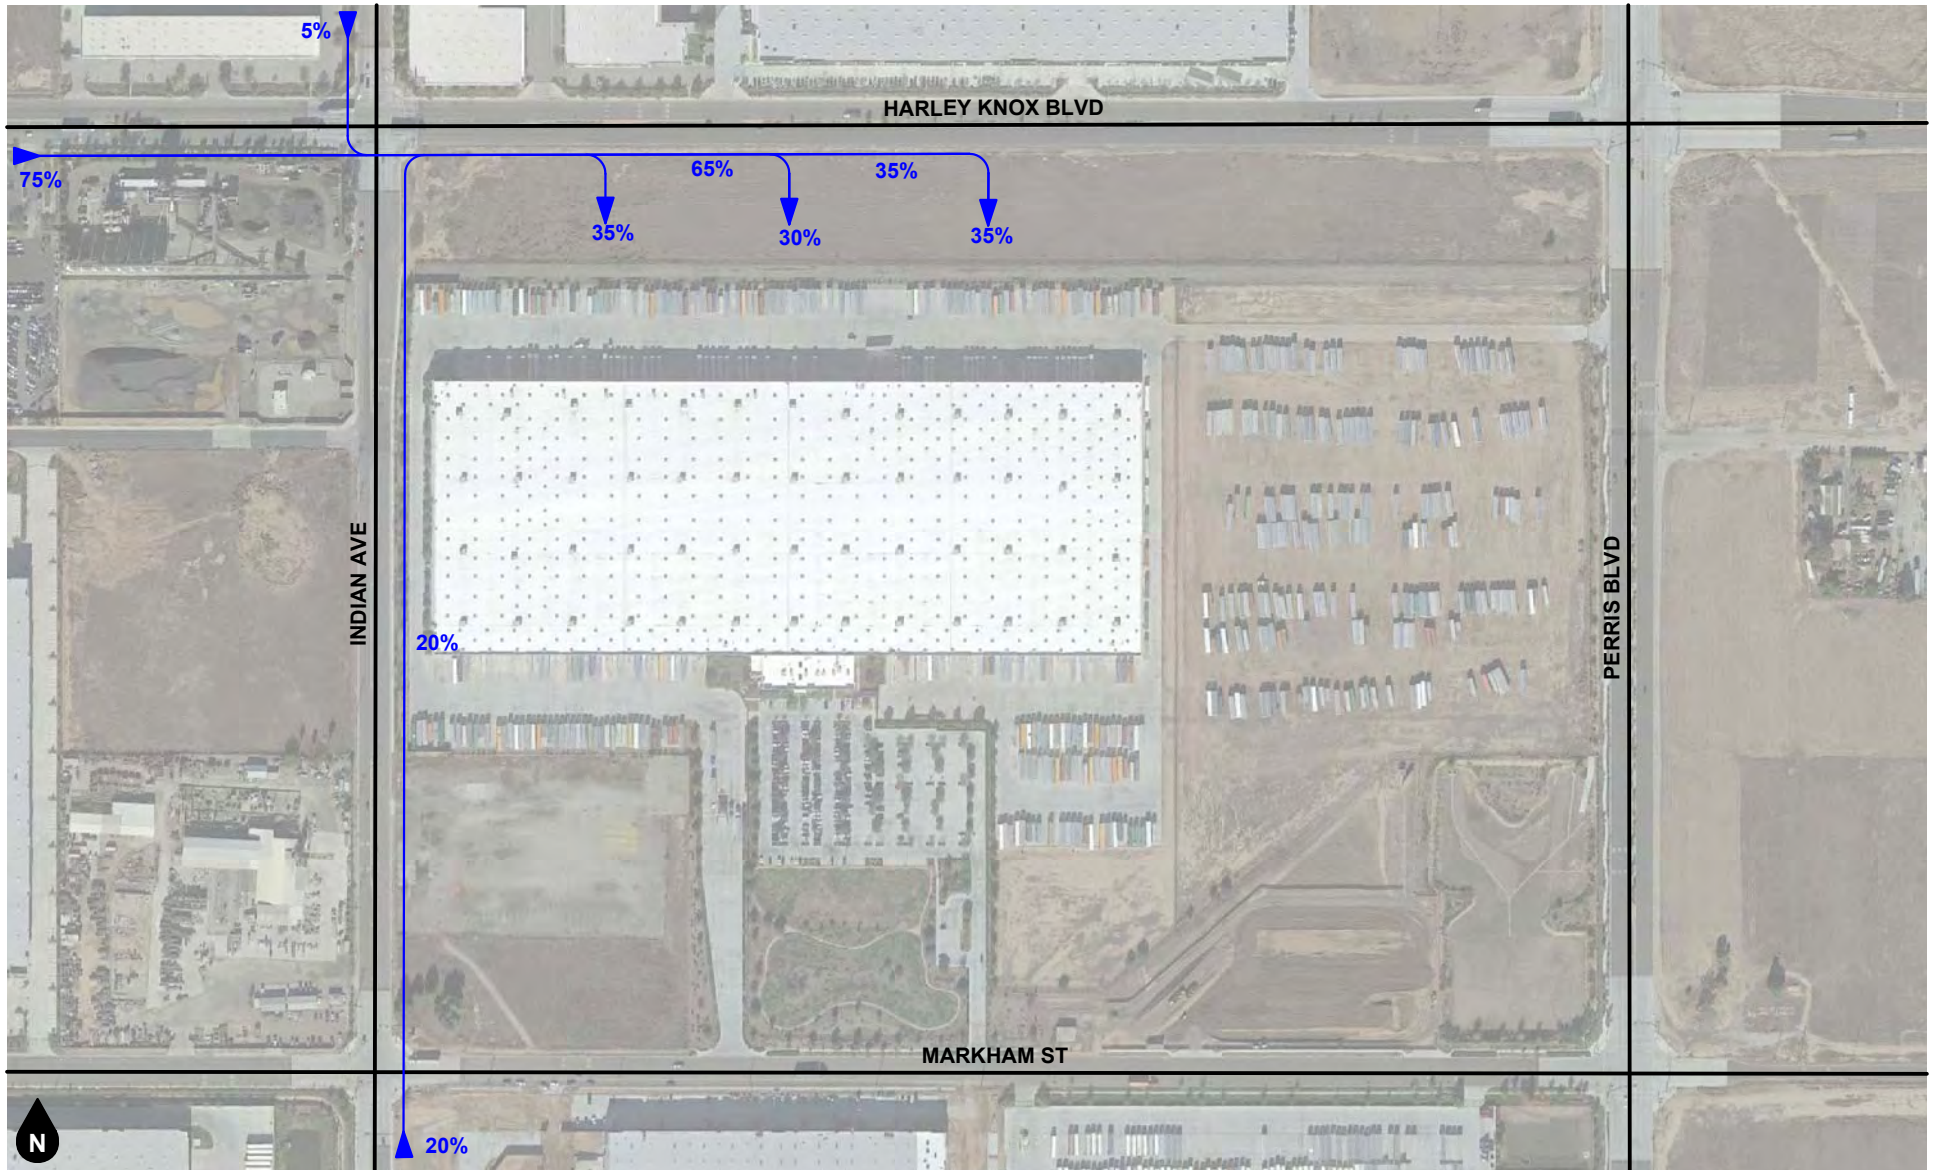 5%
HARLEY KNOX BLVD
75%
65%
35%
35%
30%
35%
INDIAN AVE
PERRIS BLVD
20%
MARKHAM ST
N
20%